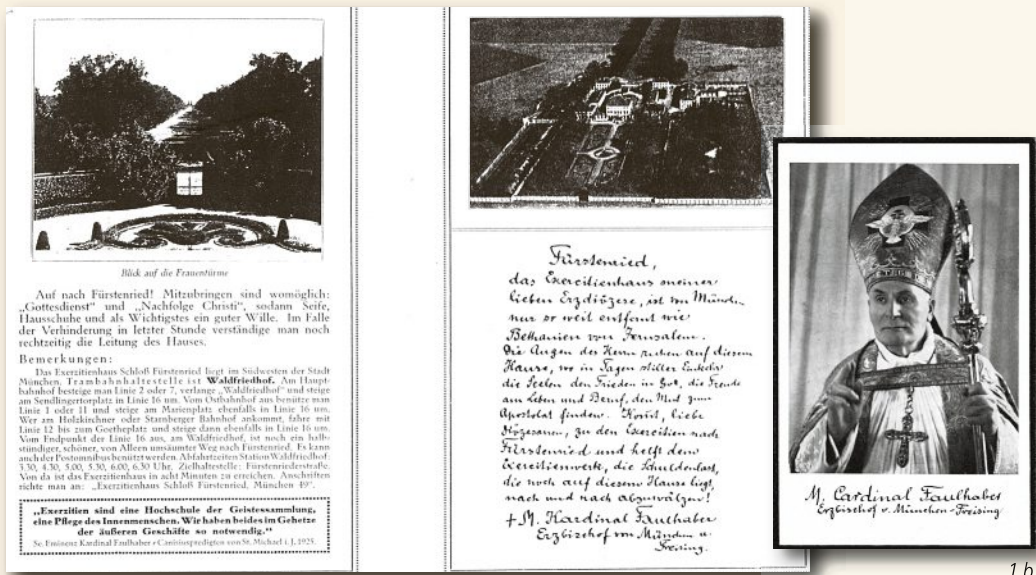 Blick auf die Frauentürme
Auf nach Fürstenried! Mitzubringen sind womöglich:
„Gottesdienst" und „Nachfolge Christi", sodann Seife,
Hausschuhe und als Wichtigstes ein guter Wille. Im Falle
der Verhinderung in letzter Stunde verständige man noch
rechtzeitig die Leitung des Hauses.
Bemerkungen:
Das Exerzitienhaus Schloß Fürstenried liegt im Südwesten der Stadt
München. Trambahnhaltestelle ist Waldfriedhof. Am Haupt-
bahnhof besteige man Linie 2 oder 7, verlange „Waldfriedhof" und steige
am Sendlingertorplatz in Linie 16 um. Vom Ostbahnhof aus benütze man
Linie 1 oder 11 und steige am Marienplatz ebenfalls in Linie 16 um.
Wer am Holzkirchner oder Starnberger Bahnhof ankommt, fahre mit
Linie 12 bis zum Goetheplatz und steige dann ebenfalls in Linie 16 um.
Vom Endpunkt der Linie 16 aus, am Waldfriedhof, ist noch ein halb-
stündiger, schöner, von Alleen umsäumter Weg nach Fürstenried. Es kann
auch der Postomnibus benützt werden. Abfahrtzeiten Station Waldfriedhof:
3.30, 4.30, 5.00, 5.30, 6.00, 6.30 Uhr. Zielhaltestelle: Fürstenriederstraße.
Von da ist das Exerzitienhaus in acht Minuten zu erreichen. Anschriften
richte man an: „Exerzitienhaus Schloß Fürstenried, München 49".
„Exerzitien sind eine Hochschule der Geistessammlung,
eine Pflege des Innenmenschen. Wir haben beides im Gehetze
der äußeren Geschäfte so notwendig."
Se. Eminenz Kardinal Faulhaber i. Canisiuspredigten von St. Michael i. J. 1925.
Fürstenried,
das Exercitienhaus meiner
lieben Erzdiözese, ist von München
nur so weit entfernt wie
Bethanien von Jerusalem.
Die Augen des Herrn ruhen auf diesem
Hause, wo in Tagen stiller Einkehr
die Seelen den Frieden in Gott, die Freude
am Leben und Beruf, den Mut zum
Apostolat finden. Kommt, liebe
Diözesanen, zu den Exercitien nach
Fürstenried und helft dem
Exercitienwerk, die Schuldenlast,
die noch auf diesem Hause liegt,
nach und nach abzuwälzen!
+ M. Kardinal Faulhaber
Erzbischof von München u.
Freising.
M. Cardinal Faulhaber
Erzbischof v. München-Freising
1 b